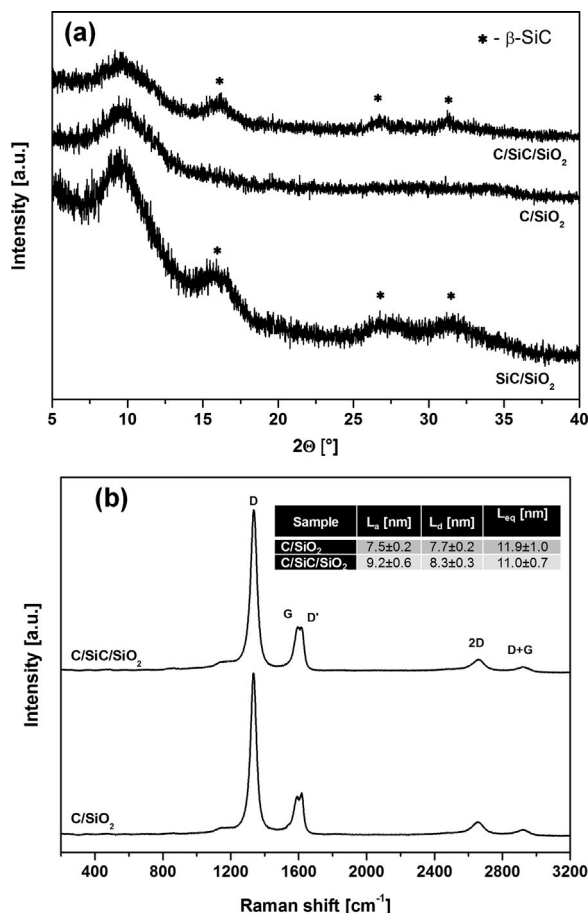 (a)
* - β-SiC
* * *
C/SiC/SiO₂
C/SiO₂
* * *
SiC/SiO₂
Intensity [a.u.]
5 10 15 20 25 30 35 40
2Θ [°]
(b)
D
Sample Lₐ [nm] L_d [nm] L_eq [nm]
C/SiO₂ 7.5±0.2 7.7±0.2 11.9±1.0
C/SiC/SiO₂ 9.2±0.6 8.3±0.3 11.0±0.7
G D'
2D D+G
C/SiC/SiO₂
C/SiO₂
Intensity [a.u.]
400 800 1200 1600 2000 2400 2800 3200
Raman shift [cm⁻¹]